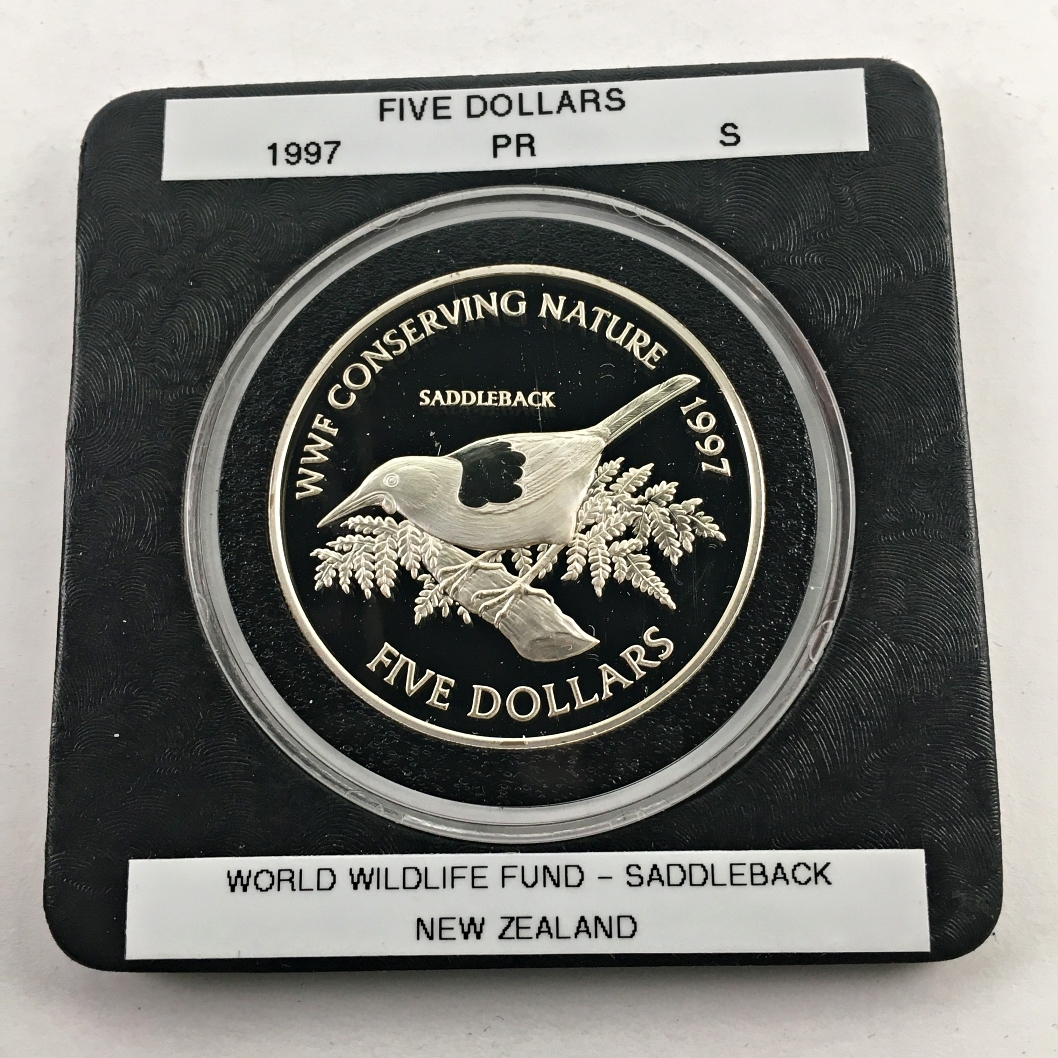 FIVE DOLLARS
1997 PR S
WWF CONSERVING NATURE 1997
SADDLEBACK
FIVE DOLLARS
WORLD WILDLIFE FUND – SADDLEBACK
NEW ZEALAND